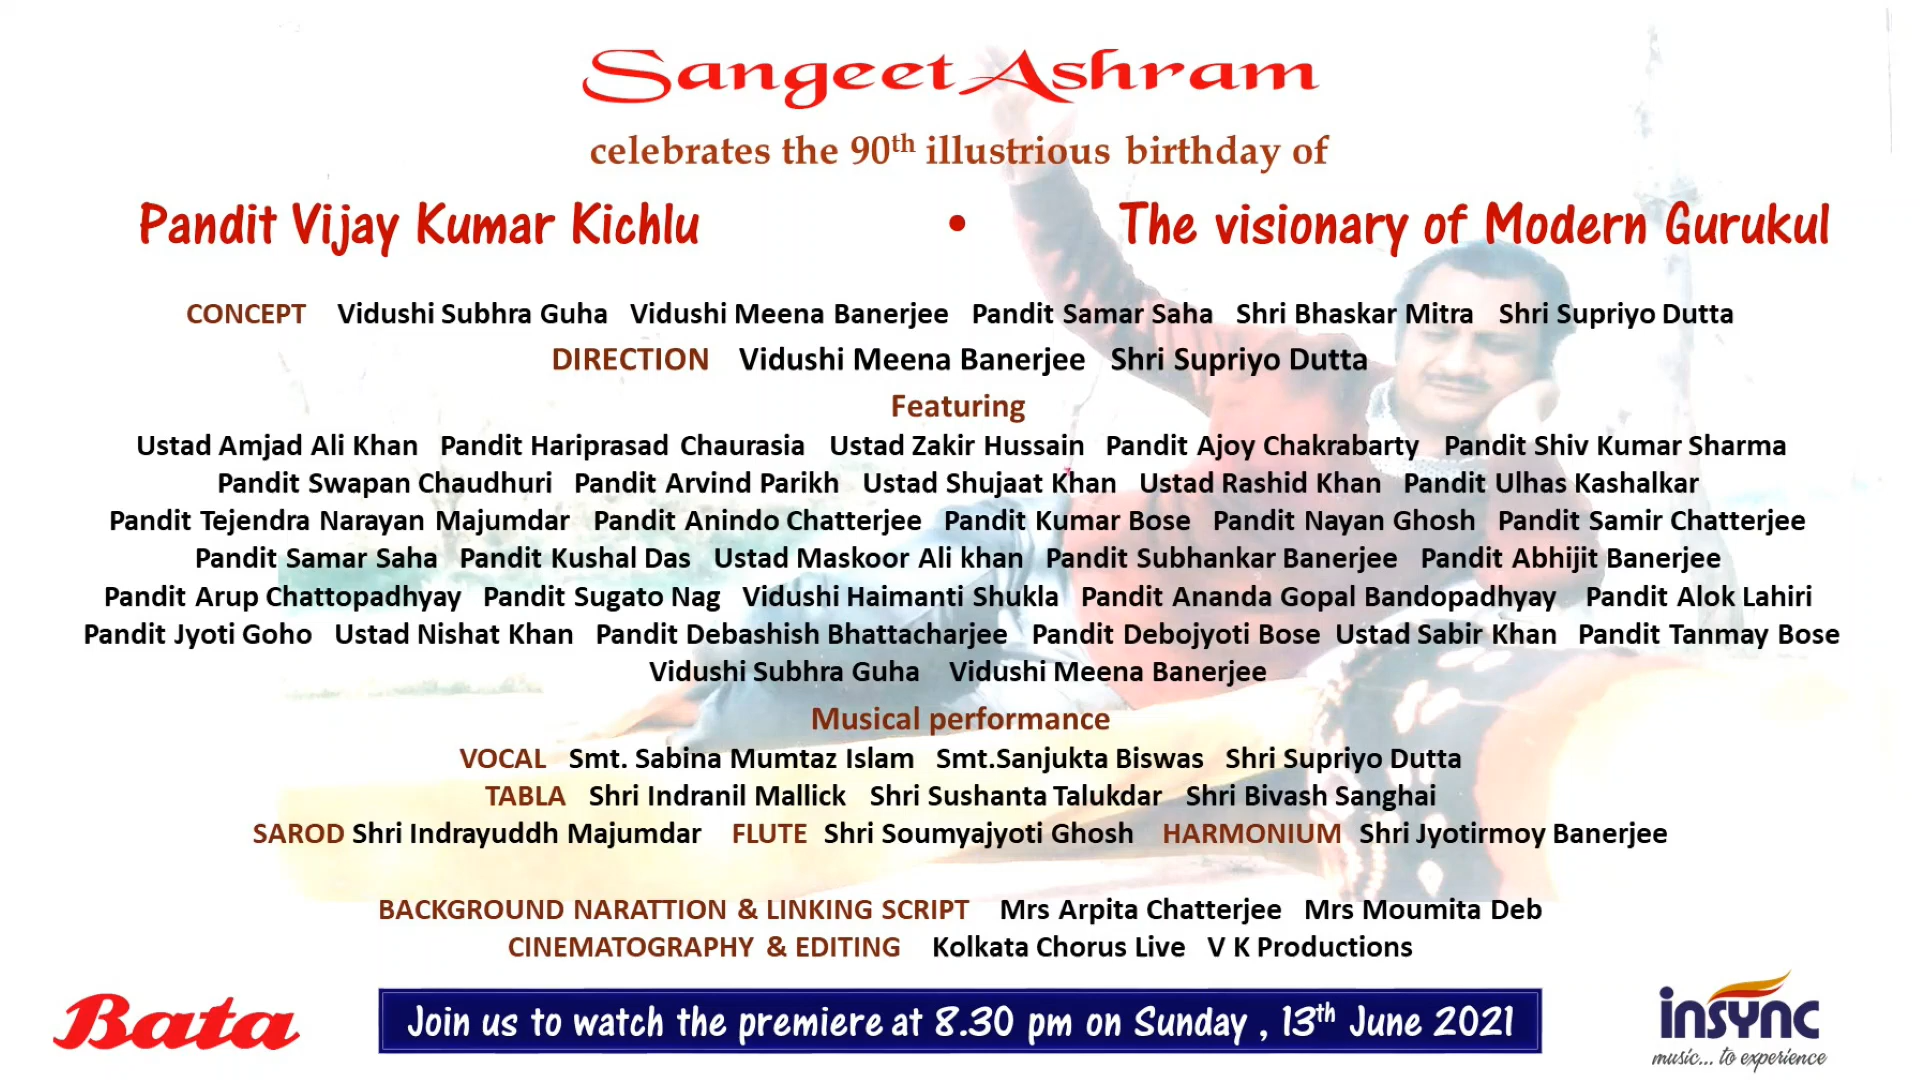 Sangeet Ashram
celebrates the 90th illustrious birthday of
Pandit Vijay Kumar Kichlu • The visionary of Modern Gurukul
CONCEPT Vidushi Subhra Guha Vidushi Meena Banerjee Pandit Samar Saha Shri Bhaskar Mitra Shri Supriyo Dutta
DIRECTION Vidushi Meena Banerjee Shri Supriyo Dutta
Featuring
Ustad Amjad Ali Khan Pandit Hariprasad Chaurasia Ustad Zakir Hussain Pandit Ajoy Chakrabarty Pandit Shiv Kumar Sharma
Pandit Swapan Chaudhuri Pandit Arvind Parikh Ustad Shujaat Khan Ustad Rashid Khan Pandit Ulhas Kashalkar
Pandit Tejendra Narayan Majumdar Pandit Anindo Chatterjee Pandit Kumar Bose Pandit Nayan Ghosh Pandit Samir Chatterjee
Pandit Samar Saha Pandit Kushal Das Ustad Maskoor Ali khan Pandit Subhankar Banerjee Pandit Abhijit Banerjee
Pandit Arup Chattopadhyay Pandit Sugato Nag Vidushi Haimanti Shukla Pandit Ananda Gopal Bandopadhyay Pandit Alok Lahiri
Pandit Jyoti Goho Ustad Nishat Khan Pandit Debashish Bhattacharjee Pandit Debojyoti Bose Ustad Sabir Khan Pandit Tanmay Bose
Vidushi Subhra Guha Vidushi Meena Banerjee
Musical performance
VOCAL Smt. Sabina Mumtaz Islam Smt.Sanjukta Biswas Shri Supriyo Dutta
TABLA Shri Indranil Mallick Shri Sushanta Talukdar Shri Bivash Sanghai
SAROD Shri Indrayuddh Majumdar FLUTE Shri Soumyajyoti Ghosh HARMONIUM Shri Jyotirmoy Banerjee
BACKGROUND NARATTION & LINKING SCRIPT Mrs Arpita Chatterjee Mrs Moumita Deb
CINEMATOGRAPHY & EDITING Kolkata Chorus Live V K Productions
Bata
Join us to watch the premiere at 8.30 pm on Sunday , 13th June 2021
insync
music... to experience